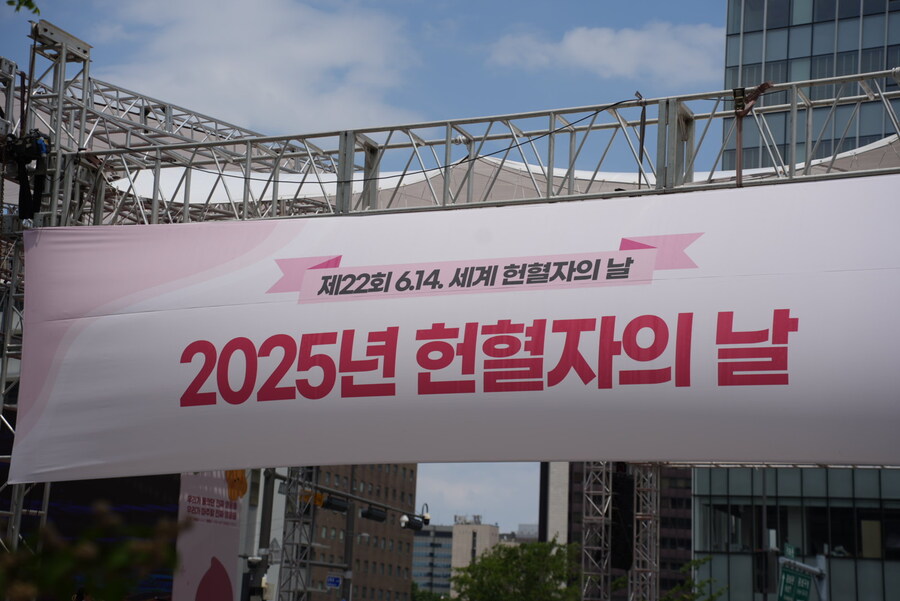 제22회 6.14. 세계 헌혈자의 날
2025년 헌혈자의 날